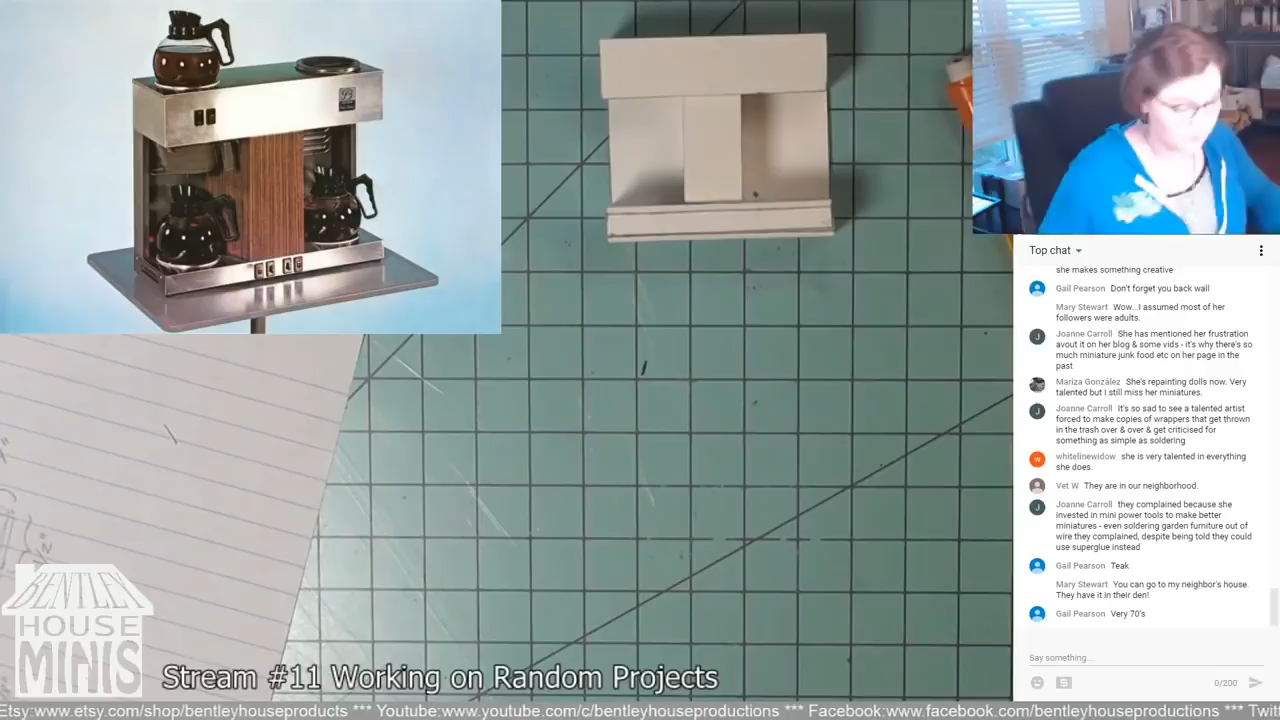 Top chat
she makes something creative
Gail Pearson Don't forget you back wall
Mary Stewart Wow...I assumed most of her
followers were adults.
Joanne Carroll She has mentioned her frustration
avout it on her blog & some vids - it's why there's so
much miniature junk food etc on her page in the
past
Mariza González She's repainting dolls now. Very
talented but I still miss her miniatures.
Joanne Carroll It's so sad to see a talented artist
forced to make copies of wrappers that get thrown
in the trash over & over & get criticised for
something as simple as soldering
whitelinewidow she is very talented in everything
she does.
Vet W They are in our neighborhood.
Joanne Carroll they complained because she
invested in mini power tools to make better
miniatures - even soldering garden furniture out of
wire they complained, despite being told they could
use superglue instead
Gail Pearson Teak
Mary Stewart You can go to my neighbor's house.
They have it in their den!
Gail Pearson Very 70's
Say something...
0/200
BENTLEY
HOUSE
MINIS
Stream #11 Working on Random Projects
Etsy:www.etsy.com/shop/bentleyhouseproducts *** Youtube:www.youtube.com/c/bentleyhouseproductions *** Facebook:www.facebook.com/bentleyhouseproductions *** Twit